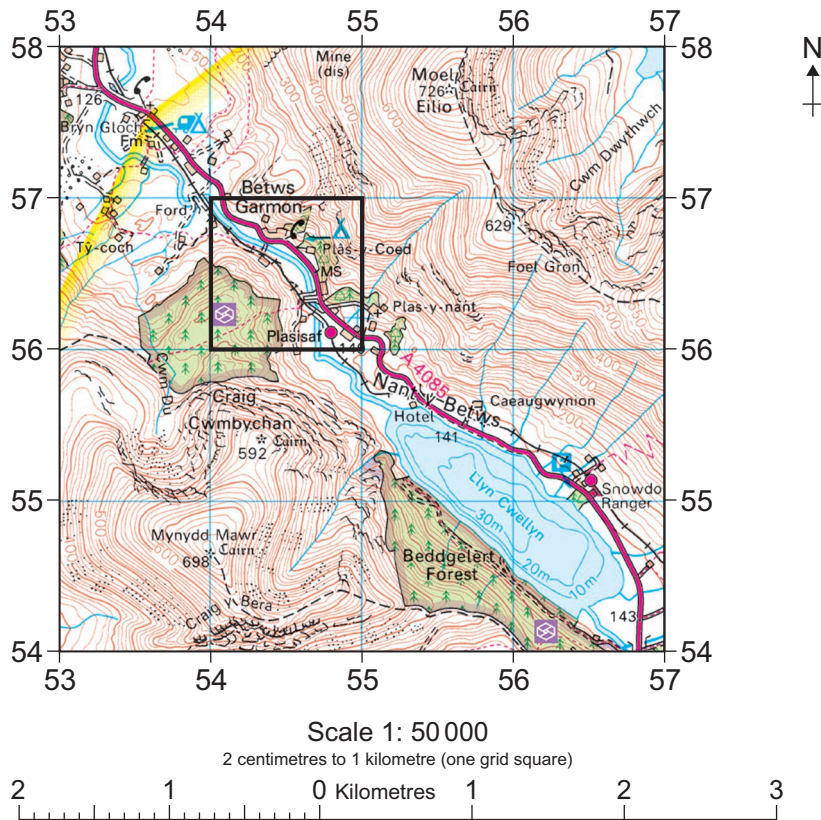 53 54 55 56 57
58 58
N
Mine
(dis)
Moel
726 Cairn
Eilio
126
Bryn Gloch
Fm
Cwm Dwythwch
57 57
Betws
Garmon
Ford
629
Tŷ-coch
Plâs-y-Coed
Foet Gron
MS
Plas-y-nant
Plasisaf
56 140 56
A 4085
Cwm Du
Craig
Cwmbychan
Nant y Betws
Caeaugwynion
Hotel
141
Cairn
592
55 55
Llyn Cwellyn
Snowdo
Ranger
30m
Mynydd Mawr
Cairn
698
Beddgelert
Forest
20m
10m
Craig Y Bera
143
54 54
53 54 55 56 57
Scale 1: 50 000
2 centimetres to 1 kilometre (one grid square)
2 1 0 Kilometres 1 2 3